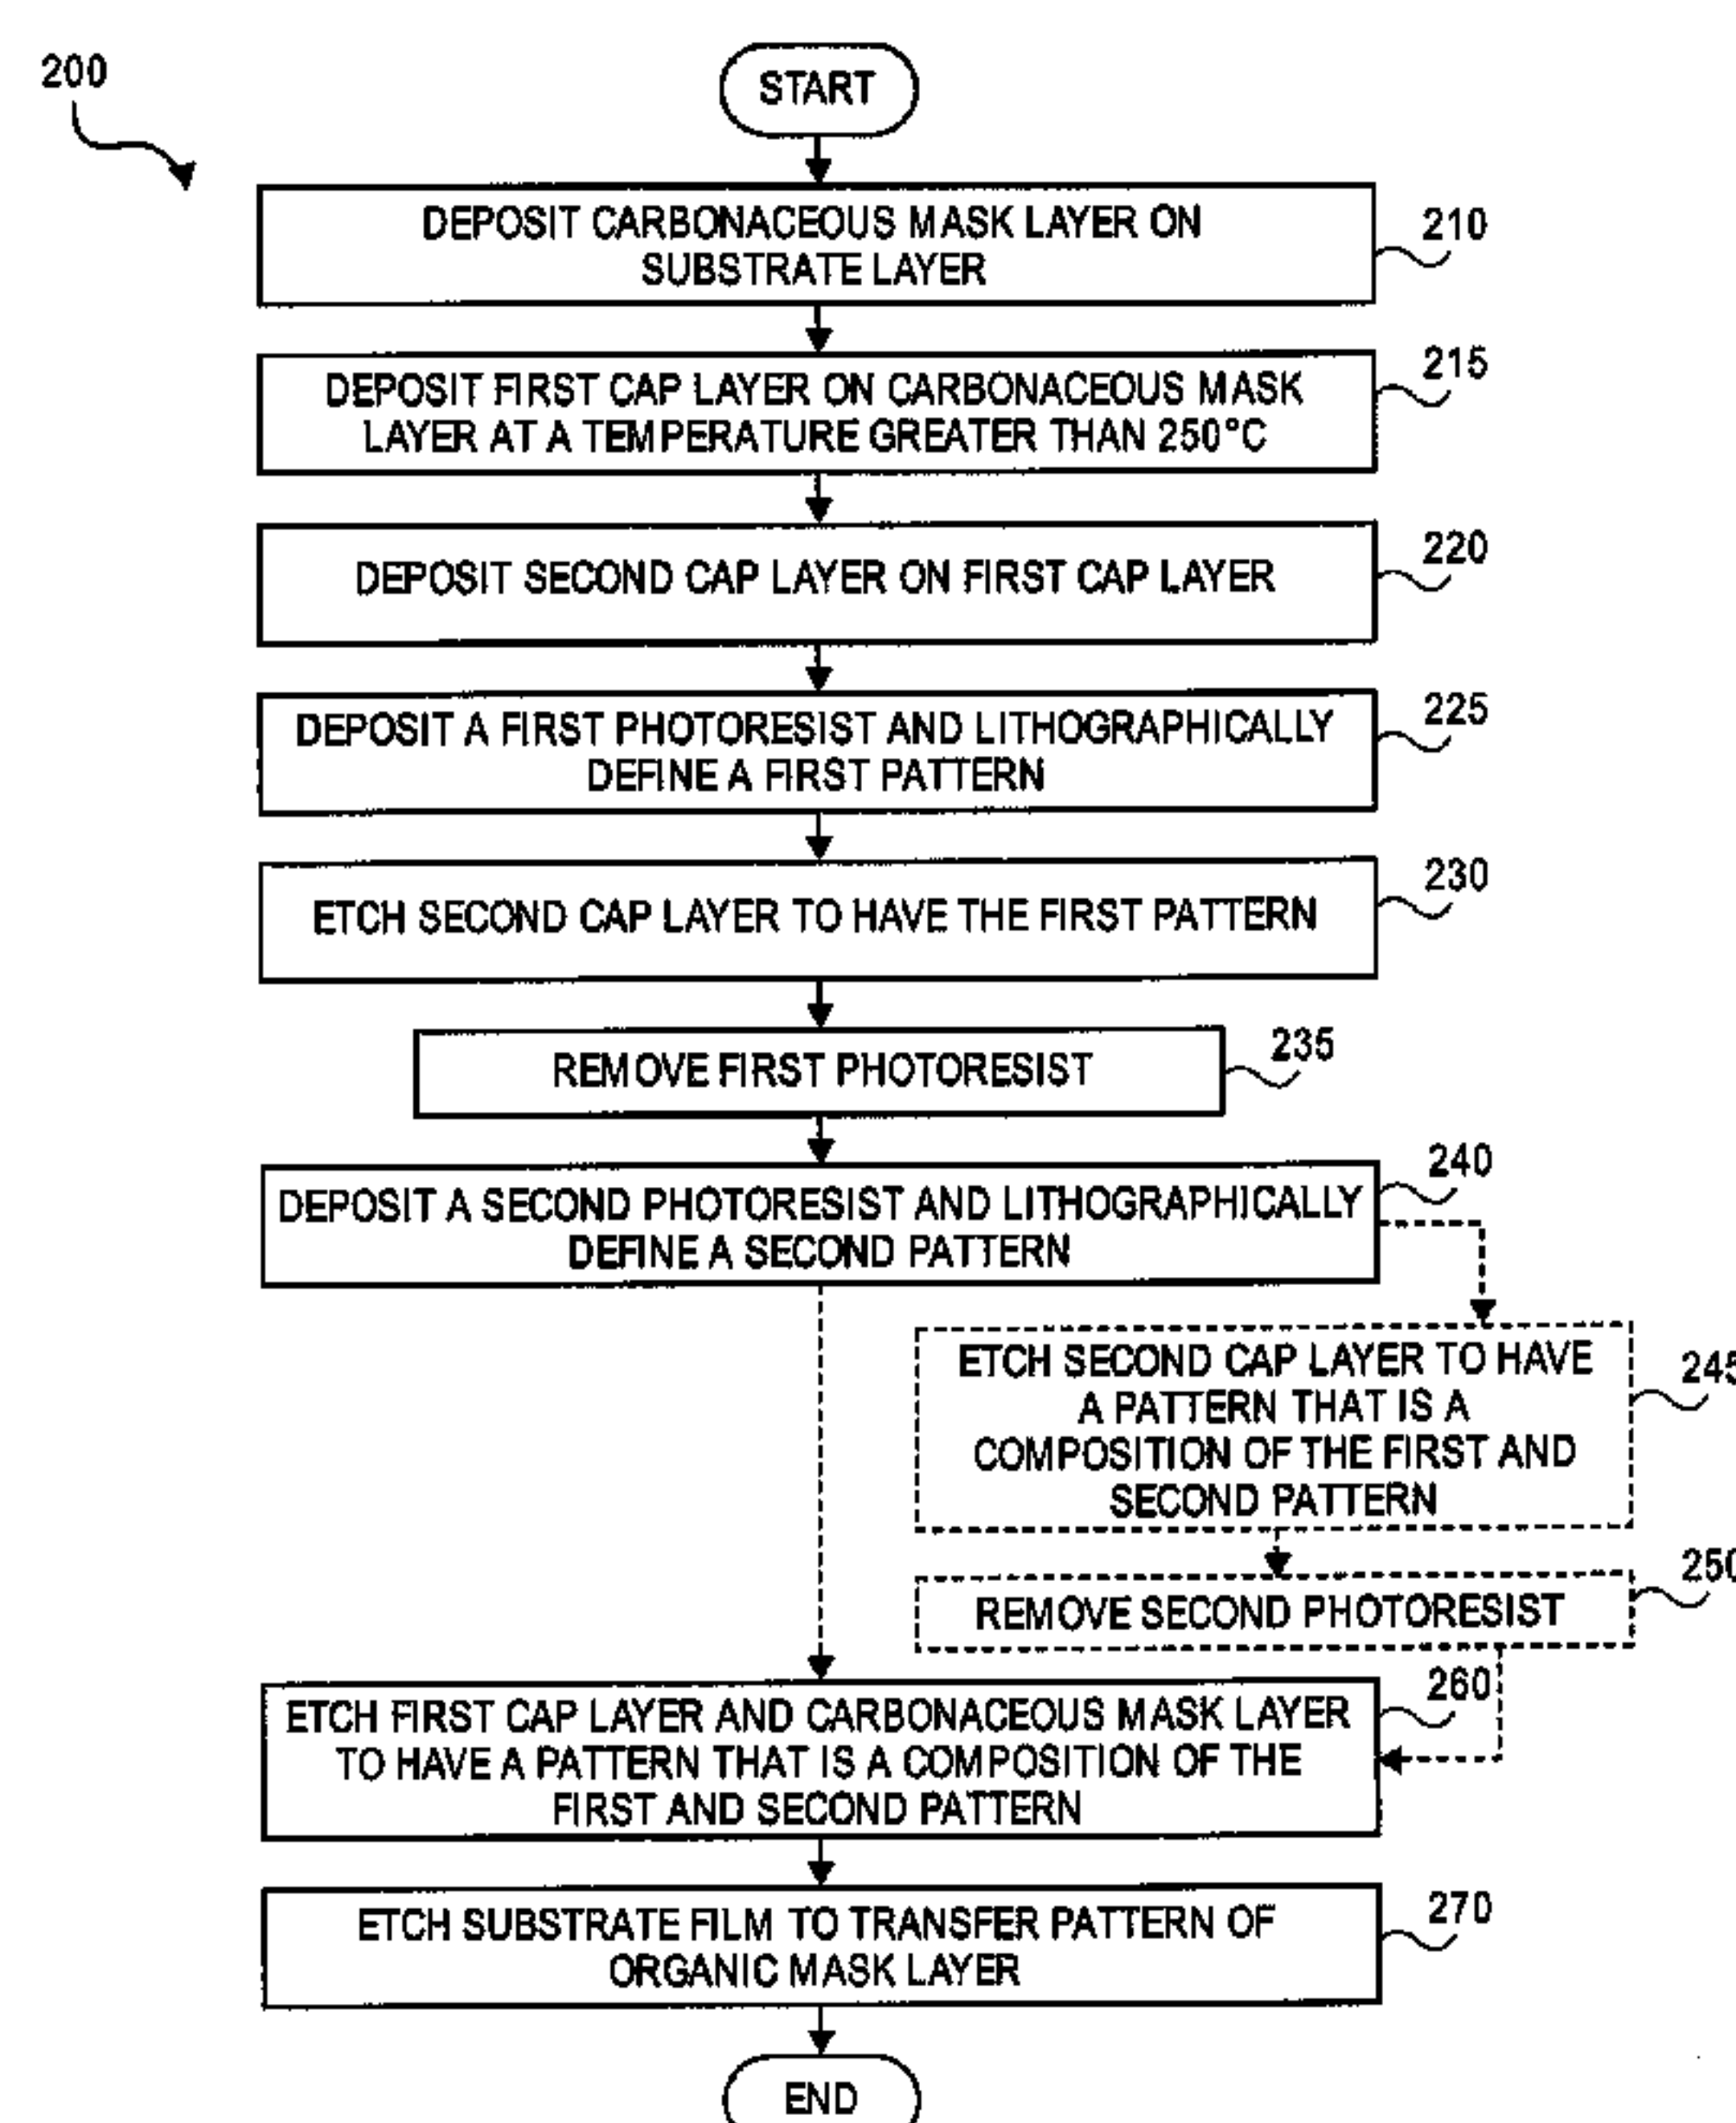 200
START
DEPOSIT CARBONACEOUS MASK LAYER ON
SUBSTRATE LAYER
210
DEPOSIT FIRST CAP LAYER ON CARBONACEOUS MASK
LAYER AT A TEMPERATURE GREATER THAN 250°C
215
DEPOSIT SECOND CAP LAYER ON FIRST CAP LAYER
220
DEPOSIT A FIRST PHOTORESIST AND LITHOGRAPHICALLY
DEFINE A FIRST PATTERN
225
ETCH SECOND CAP LAYER TO HAVE THE FIRST PATTERN
230
REMOVE FIRST PHOTORESIST
235
DEPOSIT A SECOND PHOTORESIST AND LITHOGRAPHICALLY
DEFINE A SECOND PATTERN
240
ETCH SECOND CAP LAYER TO HAVE
A PATTERN THAT IS A
COMPOSITION OF THE FIRST AND
SECOND PATTERN
245
REMOVE SECOND PHOTORESIST
250
ETCH FIRST CAP LAYER AND CARBONACEOUS MASK LAYER
TO HAVE A PATTERN THAT IS A COMPOSITION OF THE
FIRST AND SECOND PATTERN
260
ETCH SUBSTRATE FILM TO TRANSFER PATTERN OF
ORGANIC MASK LAYER
270
END